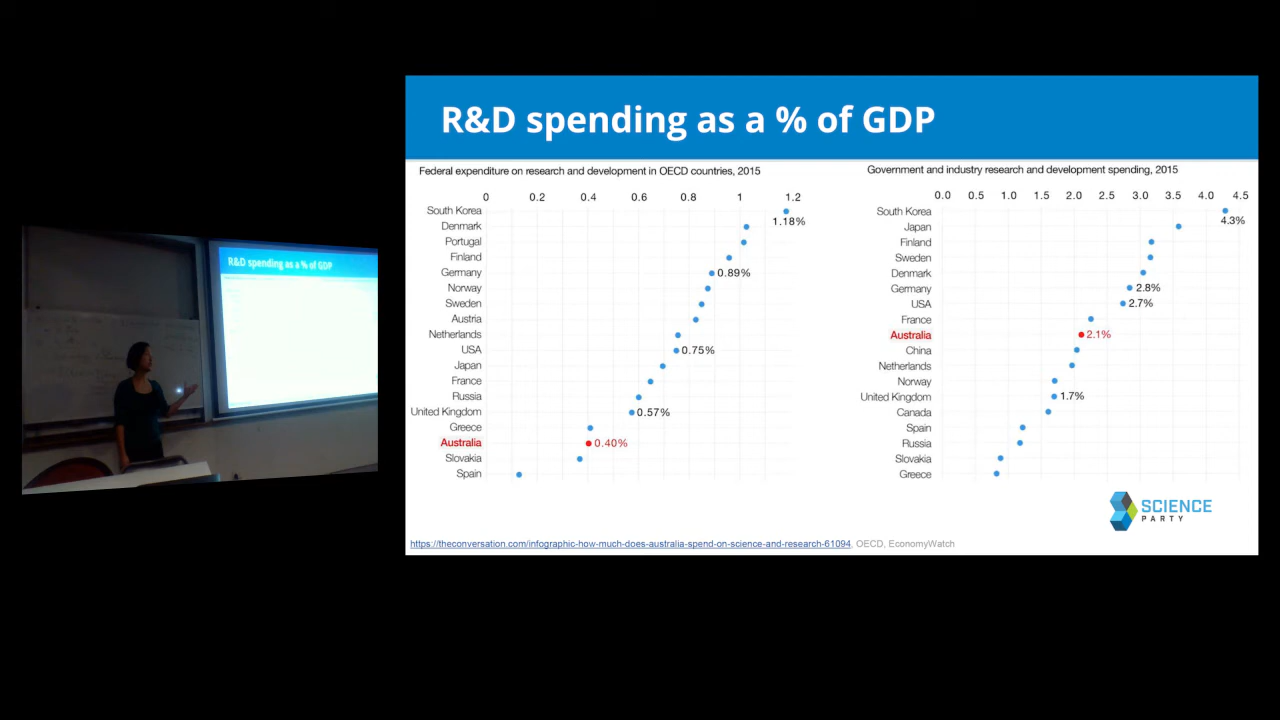 R&D spending as a % of GDP
R&D spending as a % of GDP
Federal expenditure on research and development in OECD countries, 2015
0 0.2 0.4 0.6 0.8 1 1.2
South Korea
1.18%
Denmark
Portugal
Finland
Germany 0.89%
Norway
Sweden
Austria
Netherlands
USA 0.75%
Japan
France
Russia
United Kingdom 0.57%
Greece
Australia 0.40%
Slovakia
Spain
Government and industry research and development spending, 2015
0.0 0.5 1.0 1.5 2.0 2.5 3.0 3.5 4.0 4.5
South Korea
4.3%
Japan
Finland
Sweden
Denmark
Germany 2.8%
USA 2.7%
France
Australia 2.1%
China
Netherlands
Norway
United Kingdom 1.7%
Canada
Spain
Russia
Slovakia
Greece
SCIENCE
PARTY
https://theconversation.com/infographic-how-much-does-australia-spend-on-science-and-research-61094, OECD, EconomyWatch